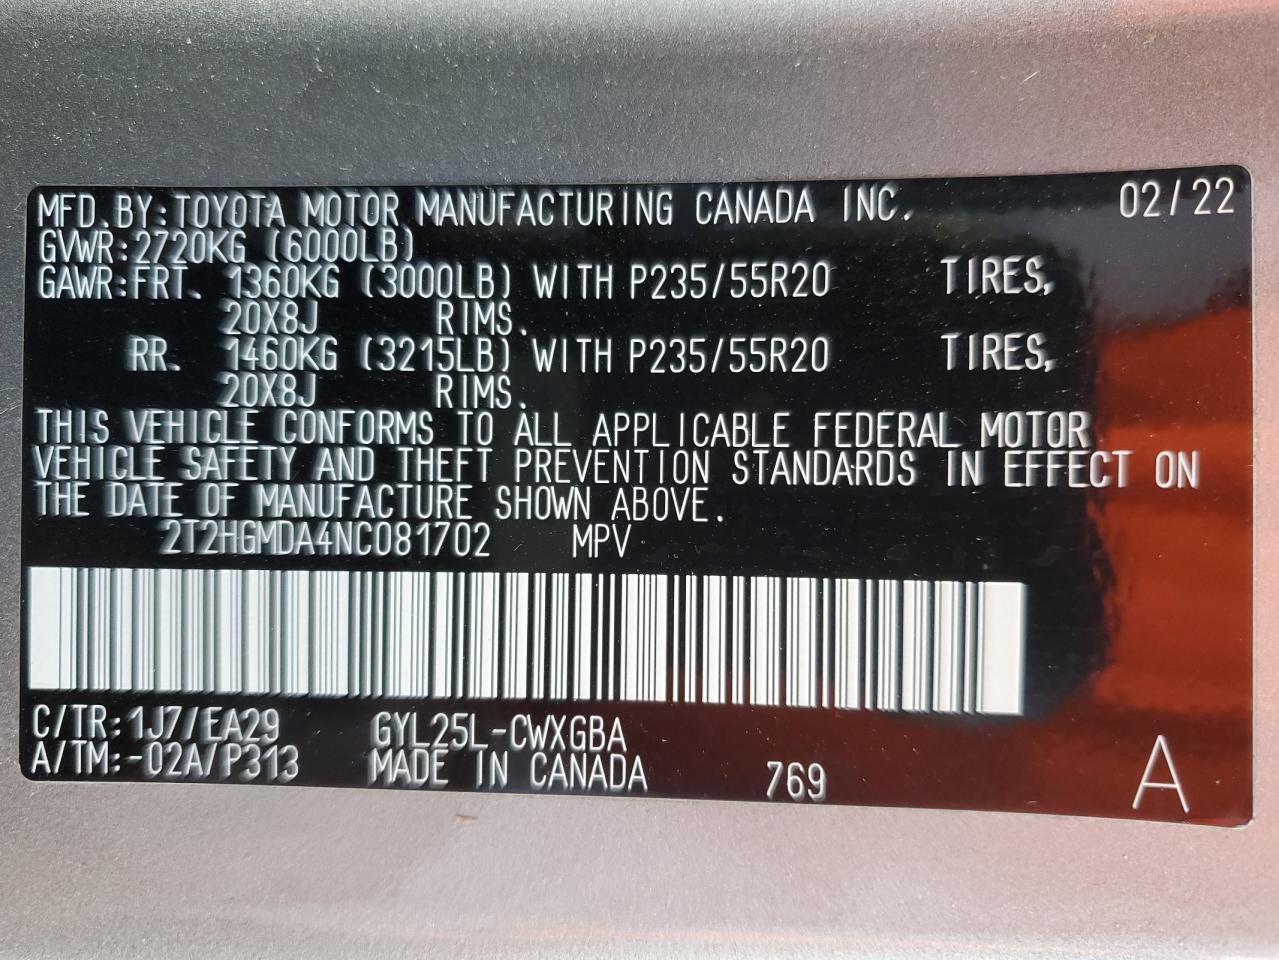 MFD. BY:TOYOTA MOTOR MANUFACTURING CANADA INC. 02/22
GVWR:2720KG (6000LB)
GAWR:FRT. 1360KG (3000LB) WITH P235/55R20 TIRES,
20X8J RIMS.
RR. 1460KG (3215LB) WITH P235/55R20 TIRES,
20X8J RIMS.
THIS VEHICLE CONFORMS TO ALL APPLICABLE FEDERAL MOTOR
VEHICLE SAFETY AND THEFT PREVENTION STANDARDS IN EFFECT ON
THE DATE OF MANUFACTURE SHOWN ABOVE.
2T2HGMDA4NC081702 MPV
C/TR:1J7/EA29 GYL25L-CWXGBA
A/TM:-02A/P313 MADE IN CANADA 769 A